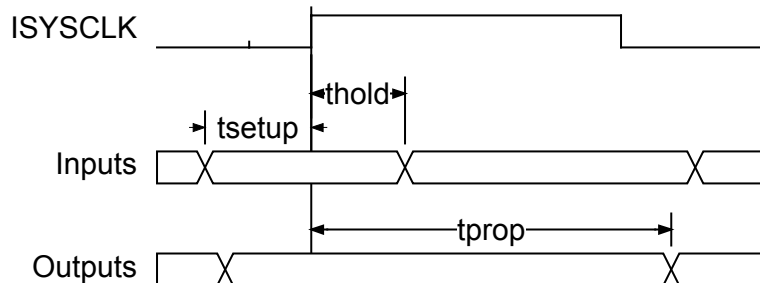 ISYSCLK
thold
tsetup
Inputs
tprop
Outputs